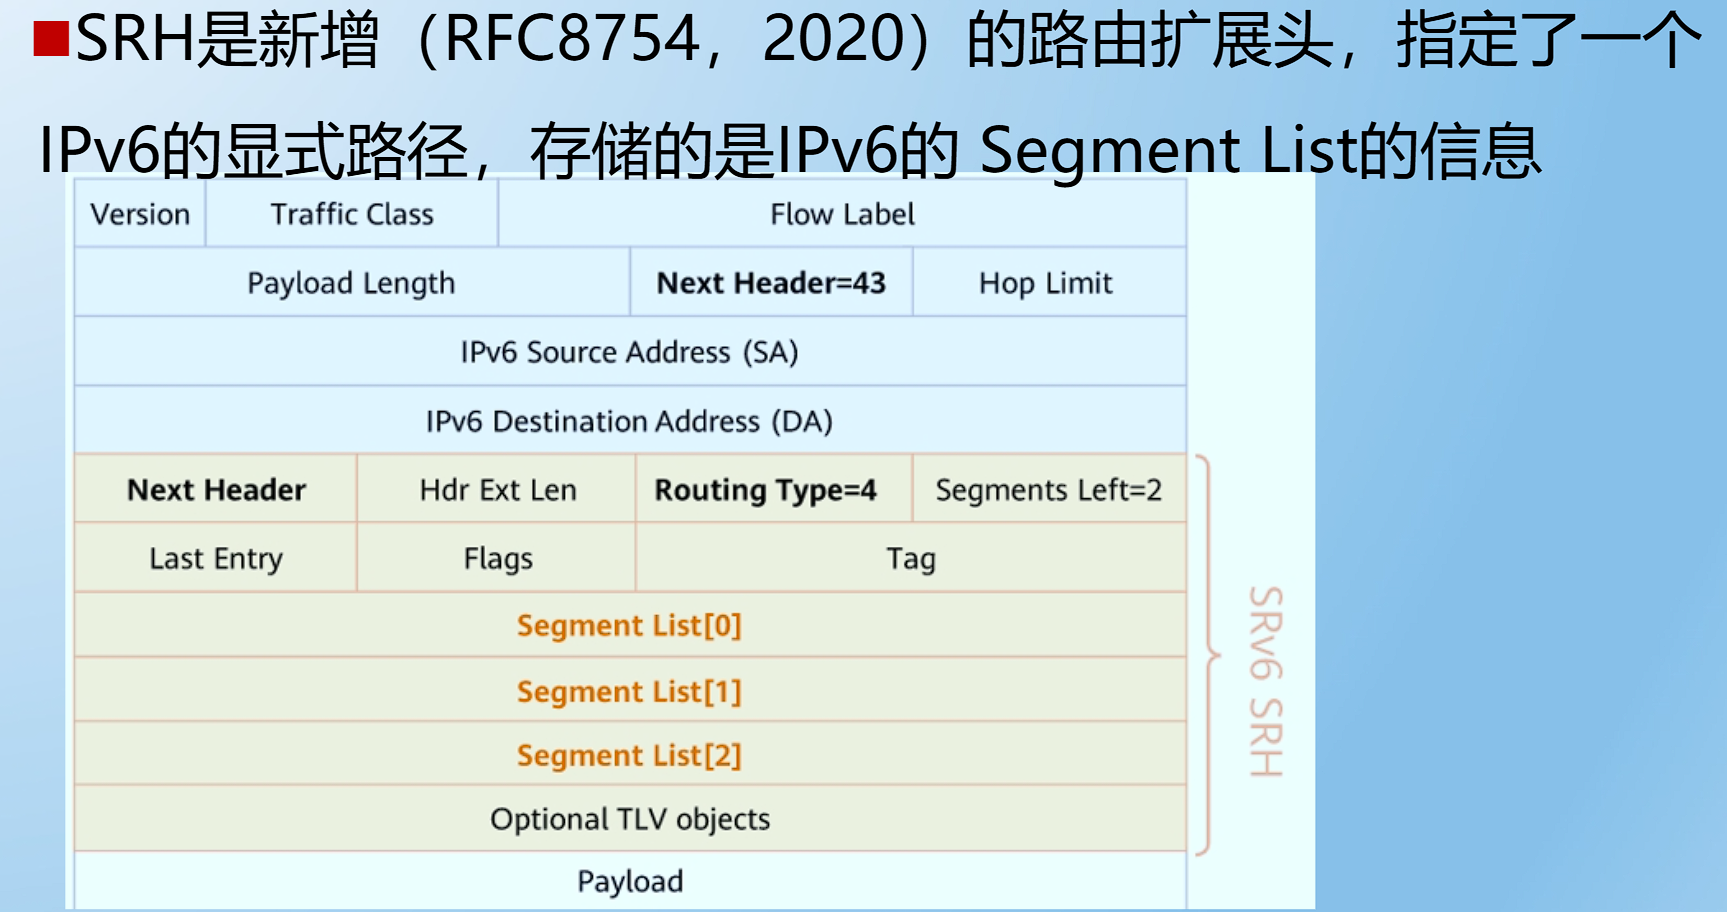 SRH是新增（RFC8754，2020）的路由扩展头，指定了一个
IPv6的显式路径，存储的是IPv6的 Segment List的信息
Version Traffic Class Flow Label
Payload Length Next Header=43 Hop Limit
IPv6 Source Address (SA)
IPv6 Destination Address (DA)
Next Header Hdr Ext Len Routing Type=4 Segments Left=2
Last Entry Flags Tag
Segment List[0]
Segment List[1]
Segment List[2]
Optional TLV objects
Payload
SRv6 SRH